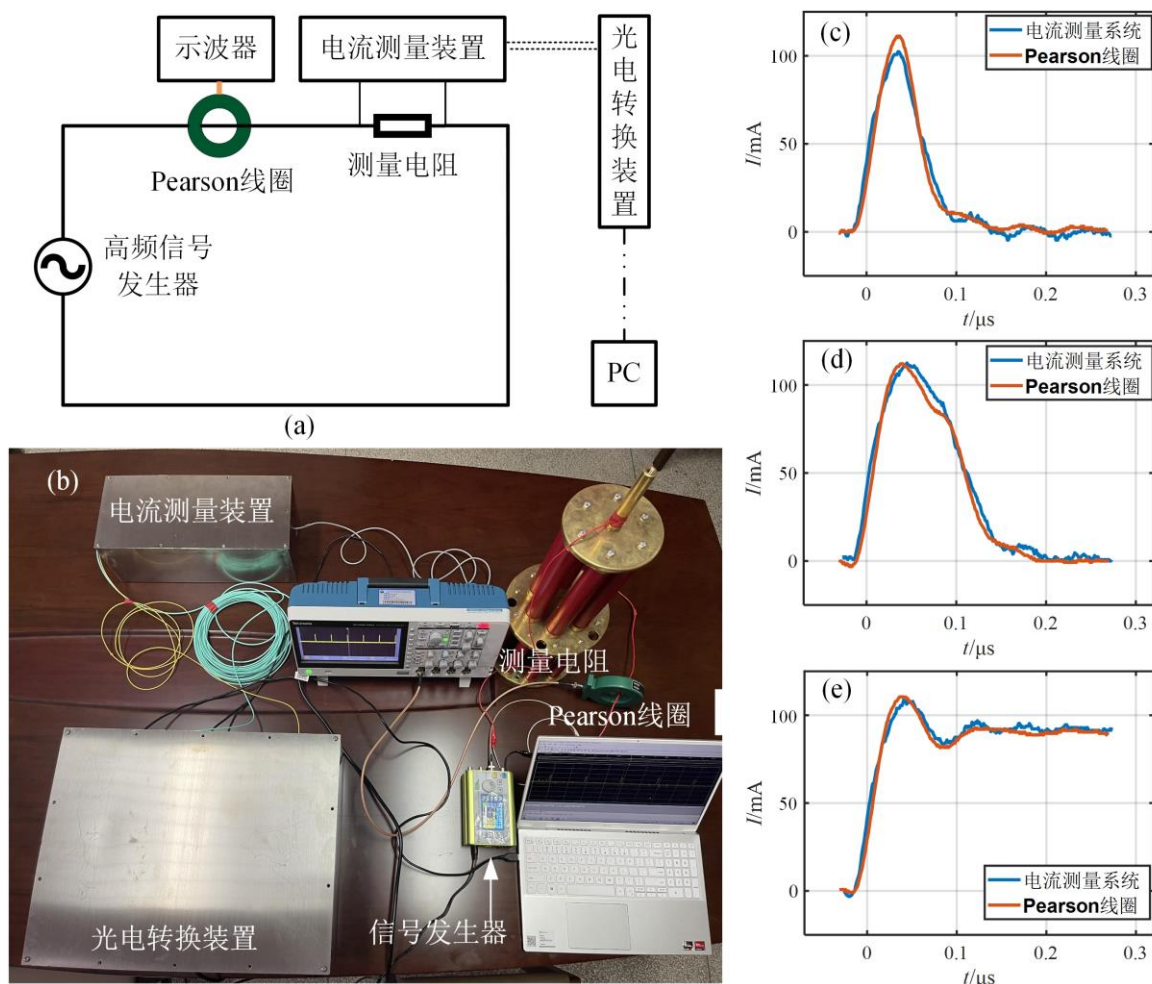 示波器
电流测量装置
光电转换装置
Pearson线圈
测量电阻
高频信号
发生器
PC
(a)
(b)
电流测量装置
测量电阻
Pearson线圈
信号发生器
光电转换装置
(c)
电流测量系统
Pearson线圈
I/mA
100
50
0
0
0.1
0.2
0.3
t/μs
(d)
电流测量系统
Pearson线圈
I/mA
100
50
0
0
0.1
0.2
0.3
t/μs
(e)
I/mA
100
50
0
电流测量系统
Pearson线圈
0
0.1
0.2
0.3
t/μs